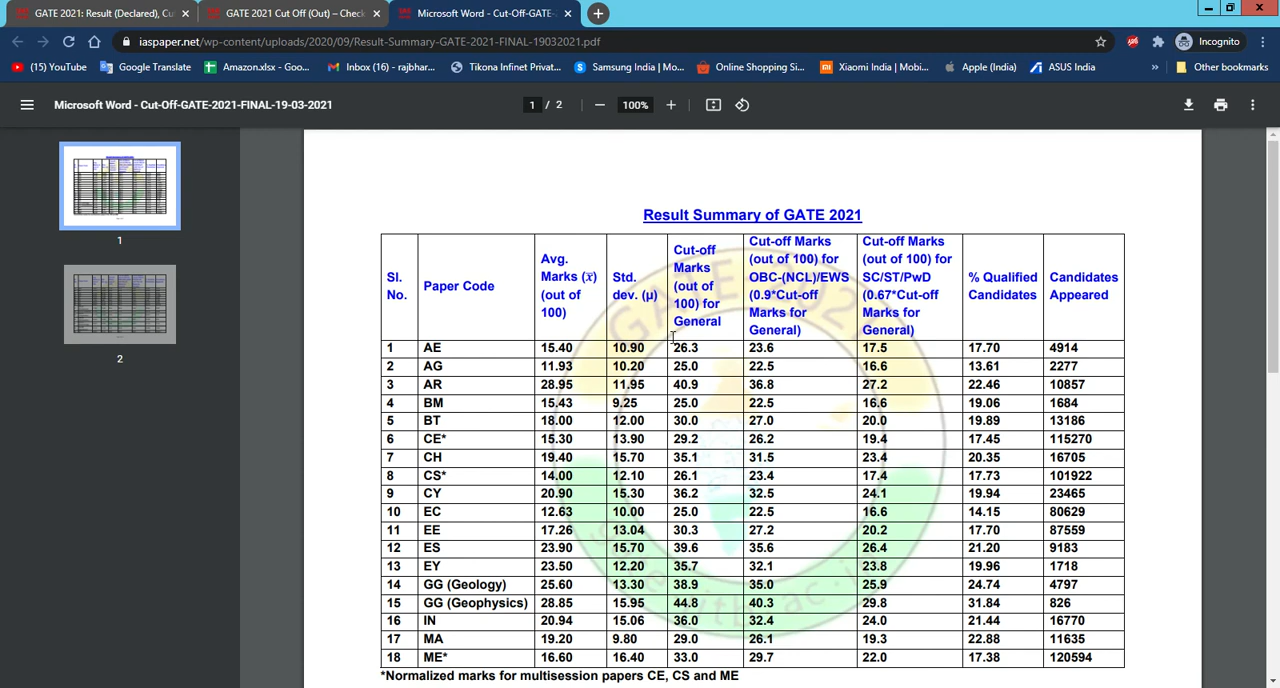 GATE 2021: Result (Declared), Cu
GATE 2021 Cut Off (Out) – Check
Microsoft Word - Cut-Off-GATE-
iaspaper.net/wp-content/uploads/2020/09/Result-Summary-GATE-2021-FINAL-19032021.pdf
Incognito
(15) YouTube
Google Translate
Amazon.xlsx - Goo...
Inbox (16) - rajbhar...
Tikona Infinet Privat...
Samsung India | Mo...
Online Shopping Si...
Xiaomi India | Mobi...
Apple (India)
ASUS India
»
Other bookmarks
Microsoft Word - Cut-Off-GATE-2021-FINAL-19-03-2021
1 / 2 — 100% +
1
2
Result Summary of GATE 2021
Sl. No. Paper Code Avg. Marks (x̅) (out of 100) Std. dev. (μ) Cut-off Marks (out of 100) for General Cut-off Marks (out of 100) for OBC-(NCL)/EWS (0.9*Cut-off Marks for General) Cut-off Marks (out of 100) for SC/ST/PwD (0.67*Cut-off Marks for General) % Qualified Candidates Candidates Appeared
1 AE 15.40 10.90 26.3 23.6 17.5 17.70 4914
2 AG 11.93 10.20 25.0 22.5 16.6 13.61 2277
3 AR 28.95 11.95 40.9 36.8 27.2 22.46 10857
4 BM 15.43 9.25 25.0 22.5 16.6 19.06 1684
5 BT 18.00 12.00 30.0 27.0 20.0 19.89 13186
6 CE* 15.30 13.90 29.2 26.2 19.4 17.45 115270
7 CH 19.40 15.70 35.1 31.5 23.4 20.35 16705
8 CS* 14.00 12.10 26.1 23.4 17.4 17.73 101922
9 CY 20.90 15.30 36.2 32.5 24.1 19.94 23465
10 EC 12.63 10.00 25.0 22.5 16.6 14.15 80629
11 EE 17.26 13.04 30.3 27.2 20.2 17.70 87559
12 ES 23.90 15.70 39.6 35.6 26.4 21.20 9183
13 EY 23.50 12.20 35.7 32.1 23.8 19.96 1718
14 GG (Geology) 25.60 13.30 38.9 35.0 25.9 24.74 4797
15 GG (Geophysics) 28.85 15.95 44.8 40.3 29.8 31.84 826
16 IN 20.94 15.06 36.0 32.4 24.0 21.44 16770
17 MA 19.20 9.80 29.0 26.1 19.3 22.88 11635
18 ME* 16.60 16.40 33.0 29.7 22.0 17.38 120594
*Normalized marks for multisession papers CE, CS and ME
GATE 2021